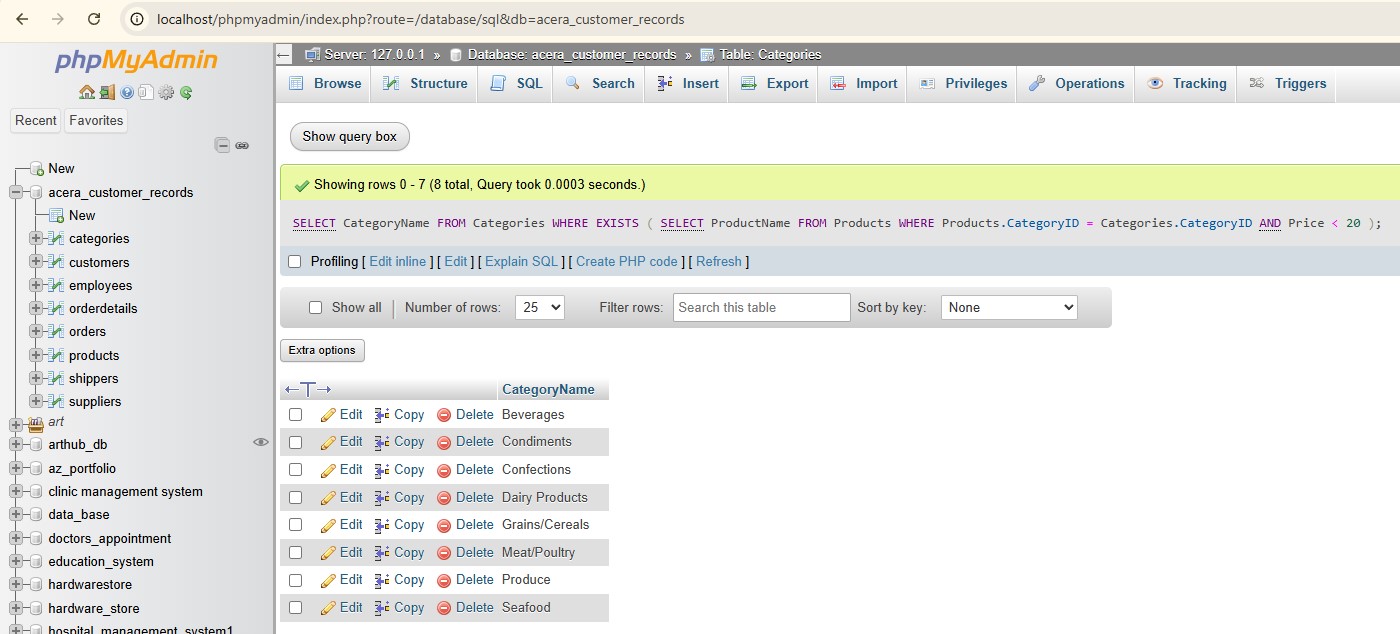 localhost/phpmyadmin/index.php?route=/database/sql&db=acera_customer_records
phpMyAdmin
Recent Favorites
New
acera_customer_records
New
categories
customers
employees
orderdetails
orders
products
shippers
suppliers
art
arthub_db
az_portfolio
clinic management system
data_base
doctors_appointment
education_system
hardwarestore
hardware_store
hospital_management_system1
Server: 127.0.0.1 » Database: acera_customer_records » Table: Categories
Browse Structure SQL Search Insert Export Import Privileges Operations Tracking Triggers
Show query box
Showing rows 0 - 7 (8 total, Query took 0.0003 seconds.)
SELECT CategoryName FROM Categories WHERE EXISTS ( SELECT ProductName FROM Products WHERE Products.CategoryID = Categories.CategoryID AND Price < 20 );
Profiling [ Edit inline ] [ Edit ] [ Explain SQL ] [ Create PHP code ] [ Refresh ]
Show all Number of rows: 25 Filter rows: Search this table Sort by key: None
Extra options
←T→ CategoryName
Edit Copy Delete Beverages
Edit Copy Delete Condiments
Edit Copy Delete Confections
Edit Copy Delete Dairy Products
Edit Copy Delete Grains/Cereals
Edit Copy Delete Meat/Poultry
Edit Copy Delete Produce
Edit Copy Delete Seafood